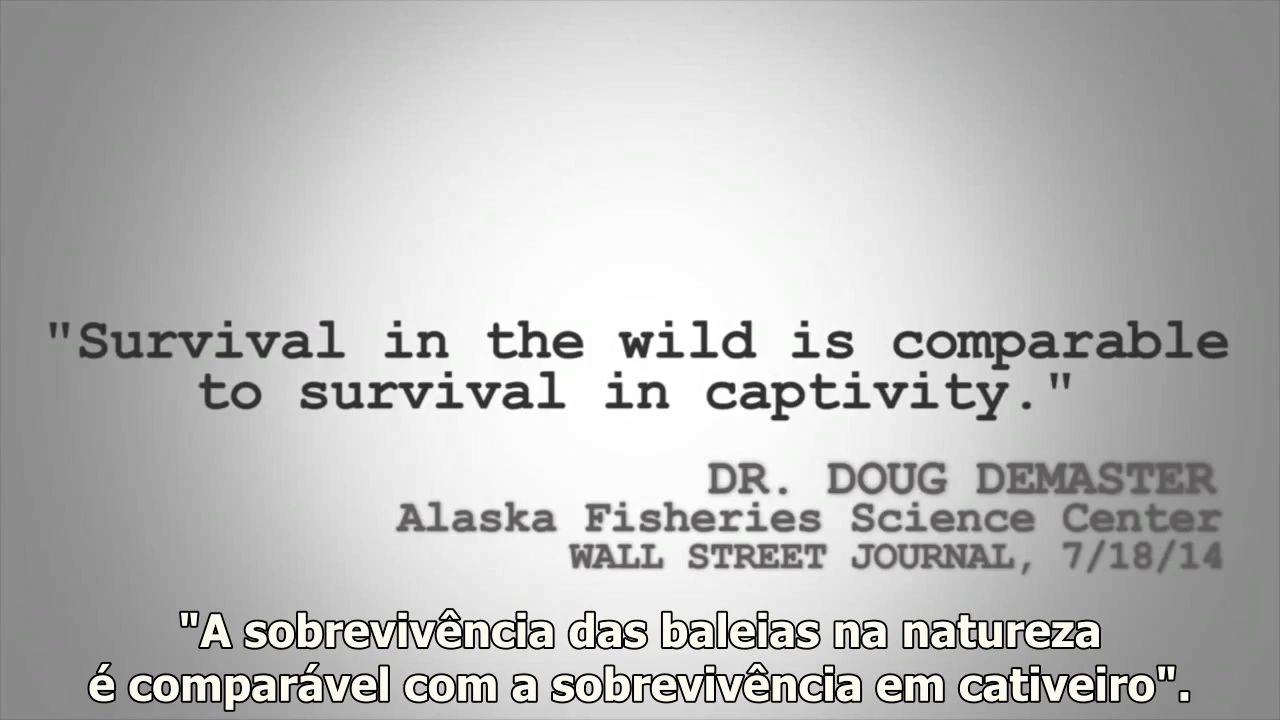 "Survival in the wild is comparable
to survival in captivity."
DR. DOUG DEMASTER
Alaska Fisheries Science Center
WALL STREET JOURNAL, 7/18/14
"A sobrevivência das baleias na natureza
é comparável com a sobrevivência em cativeiro".